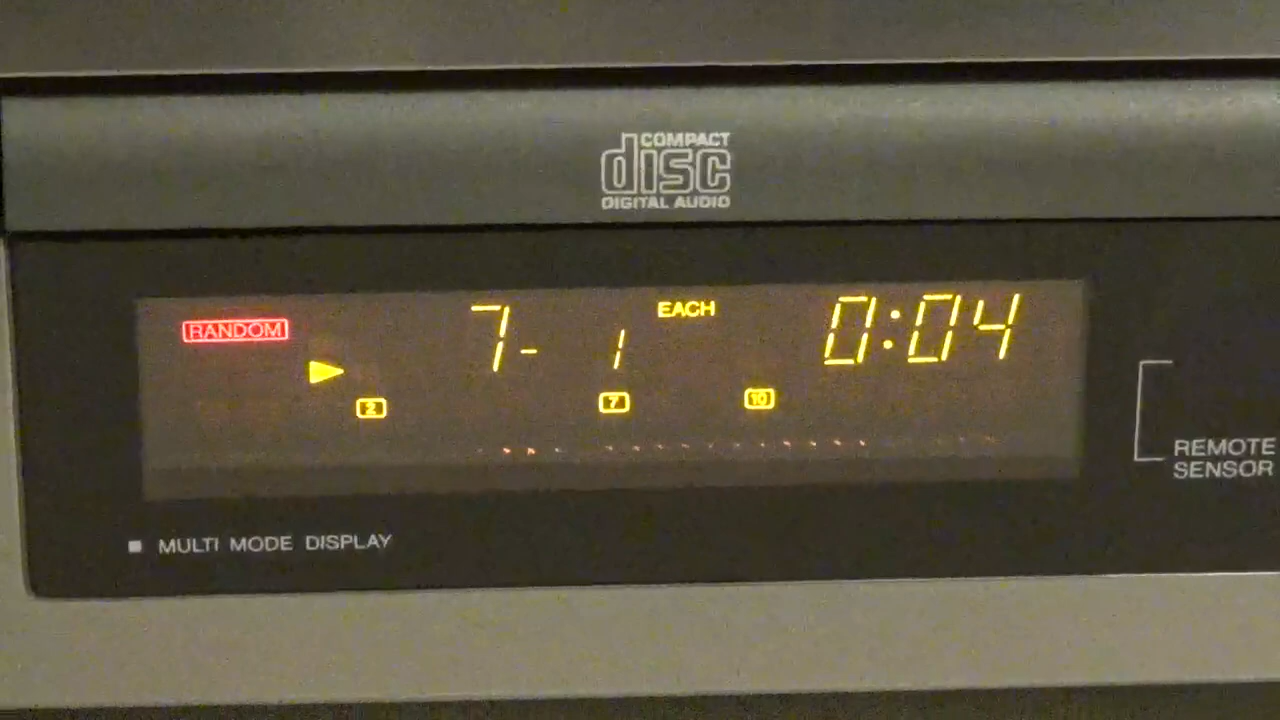 COMPACT
disc
DIGITAL AUDIO
RANDOM
7- 1 EACH 0:04
2 7 10
REMOTE
SENSOR
MULTI MODE DISPLAY